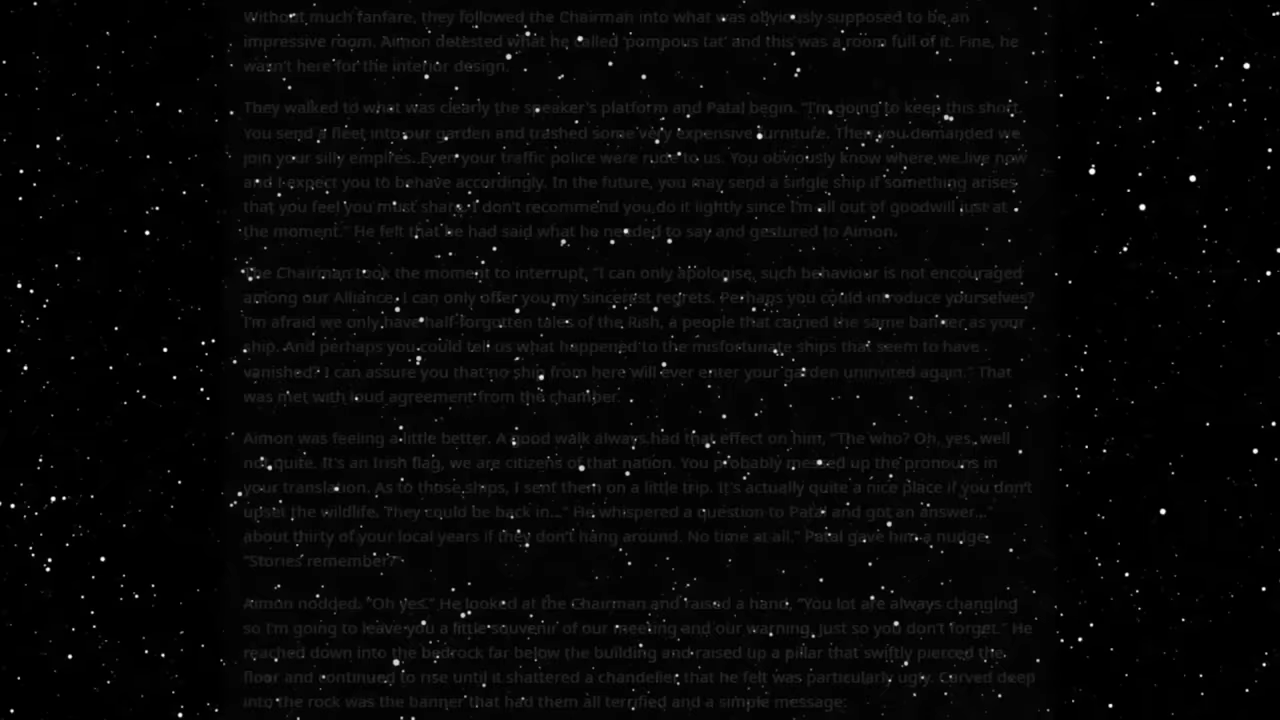 Without much fanfare, they followed the Chairman into what was obviously supposed to be an
impressive room. Aimon detested what he called 'pompous tat' and this was a room full of it. Fine, he
wasn't here for the interior design.
They walked to what was clearly the speaker's platform and Patal begin. "I'm going to keep this short.
You send a fleet into our garden and trashed some very expensive furniture. Then you demanded we
join your silly empires. Even your traffic police were rude to us. You obviously know where we live now
and I expect you to behave accordingly. In the future, you may send a single ship if something arises
that you feel you must share. I don't recommend you do it lightly since I'm all out of goodwill just at
the moment." He felt that he had said what he needed to say and gestured to Aimon.
The Chairman took the moment to interrupt, "I can only apologise, such behaviour is not encouraged
among our Alliance. I can only offer you my sincerest regrets. Perhaps you could introduce yourselves?
I'm afraid we only have half-forgotten tales of the Rish, a people that carried the same banner as your
ship. And perhaps you could tell us what happened to the misfortunate ships that seem to have
vanished? I can assure you that no ship from here will ever enter your garden uninvited again." That
was met with loud agreement from the chamber.
Aimon was feeling a little better. A good walk always had that effect on him, "The who? Oh, yes, well
not quite. It's an Irish flag, we are citizens of that nation. You probably messed up the pronouns in
your translation. As to those ships, I sent them on a little trip. It's actually quite a nice place if you don't
upset the wildlife. They could be back in..." He whispered a question to Patal and got an answer..."
about thirty of your local years if they don't hang around. No time at all." Patal gave him a nudge,
"Stories remember?"
Aimon nodded. "Oh yes." He looked at the Chairman and raised a hand, "You lot are always changing
so I'm going to leave you a little souvenir of our meeting and our warning, just so you don't forget." He
reached down into the bedrock far below the building and raised up a pillar that swiftly pierced the
floor and continued to rise until it shattered a chandelier that he felt was particularly ugly. Carved deep
into the rock was the banner that had them all terrified and a simple message: